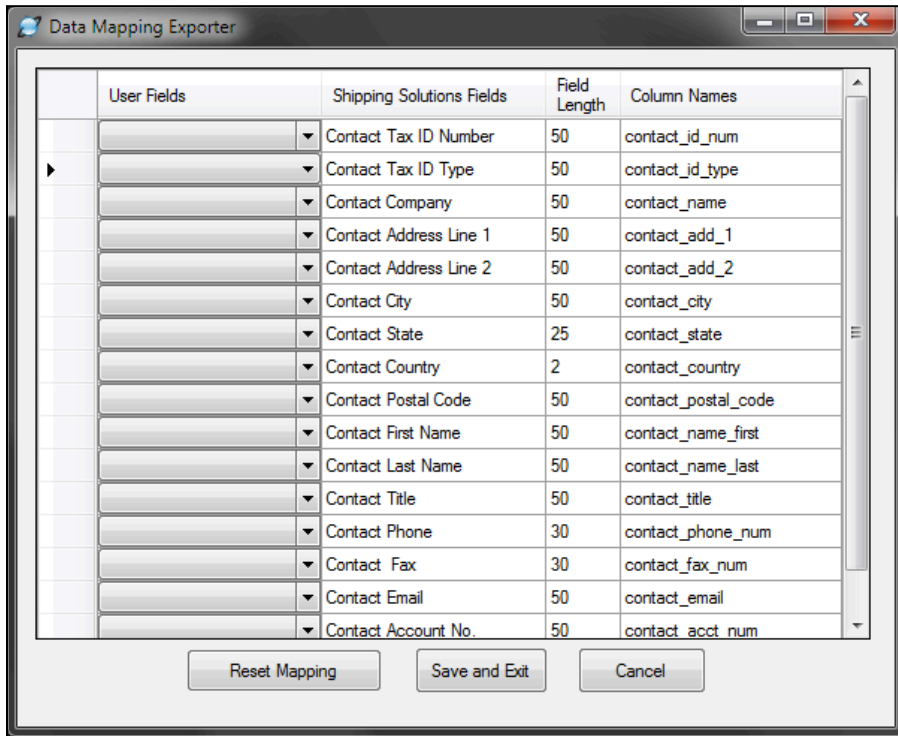 Data Mapping Exporter
User Fields Shipping Solutions Fields Field Length Column Names
Contact Tax ID Number 50 contact_id_num
Contact Tax ID Type 50 contact_id_type
Contact Company 50 contact_name
Contact Address Line 1 50 contact_add_1
Contact Address Line 2 50 contact_add_2
Contact City 50 contact_city
Contact State 25 contact_state
Contact Country 2 contact_country
Contact Postal Code 50 contact_postal_code
Contact First Name 50 contact_name_first
Contact Last Name 50 contact_name_last
Contact Title 50 contact_title
Contact Phone 30 contact_phone_num
Contact  Fax 30 contact_fax_num
Contact Email 50 contact_email
Contact Account No. 50 contact_acct_num
Reset Mapping Save and Exit Cancel